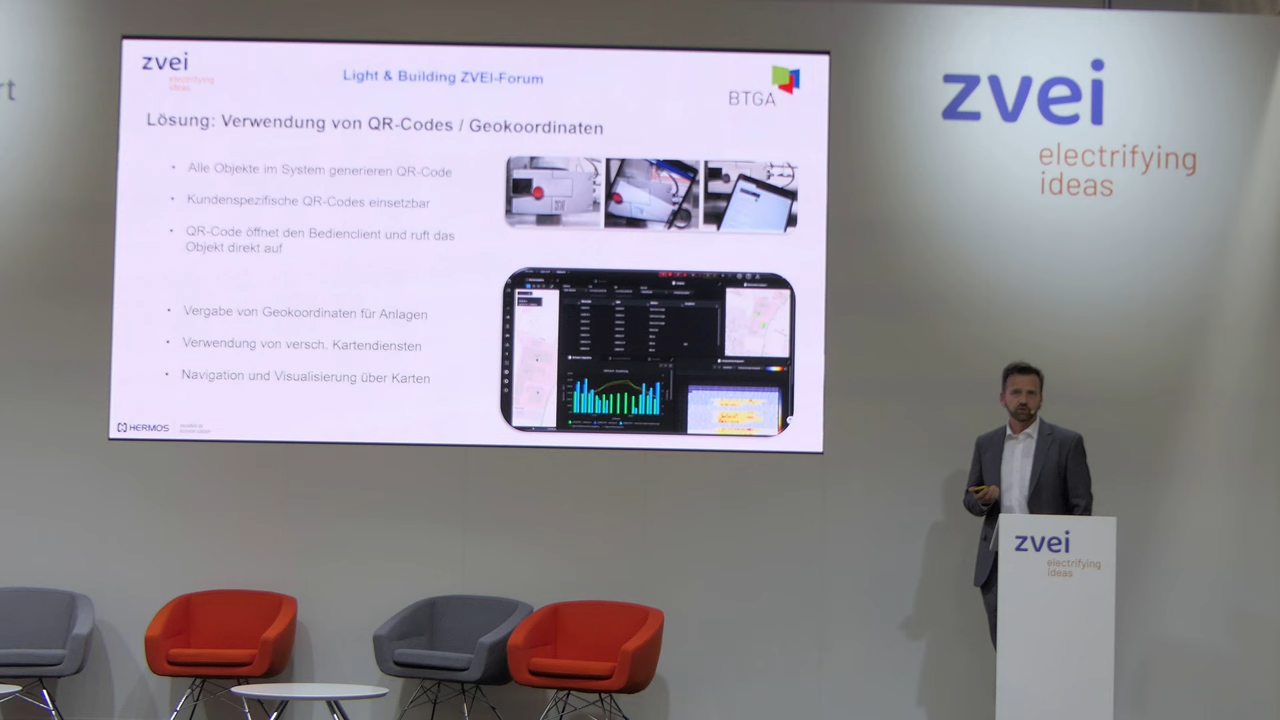 rt
zvei
electrifying
ideas
Light & Building ZVEI-Forum
BTGA
Lösung: Verwendung von QR-Codes / Geokoordinaten
• Alle Objekte im System generieren QR-Code
• Kundenspezifische QR-Codes einsetzbar
• QR-Code öffnet den Bedienclient und ruft das
Objekt direkt auf
• Vergabe von Geokoordinaten für Anlagen
• Verwendung von versch. Kartendiensten
• Navigation und Visualisierung über Karten
HERMOS
zvei
electrifying
ideas
zvei
electrifying
ideas